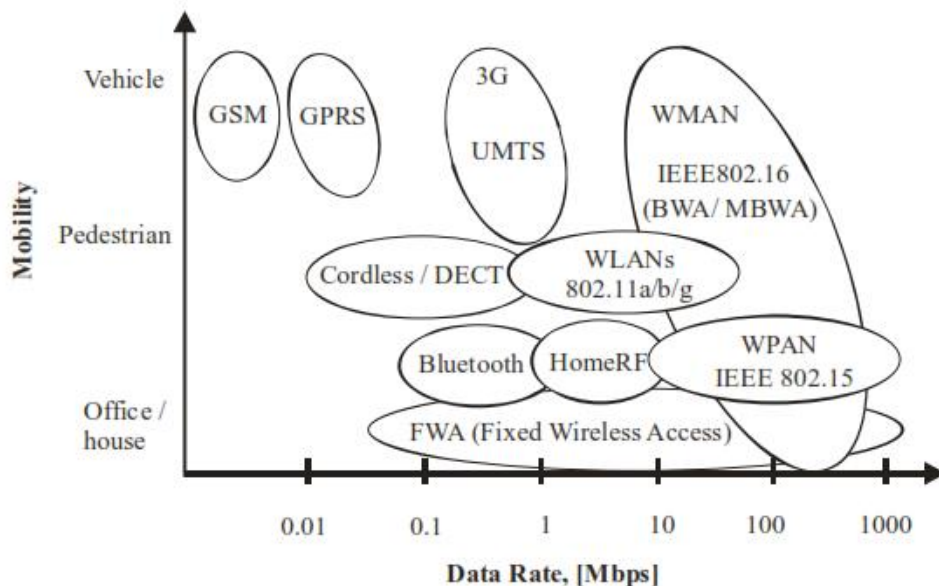 Mobility
Vehicle
Pedestrian
Office /
house
GSM
GPRS
3G
UMTS
WMAN
IEEE802.16
(BWA/ MBWA)
Cordless / DECT
WLANs
802.11a/b/g
Bluetooth
HomeRF
WPAN
IEEE 802.15
FWA (Fixed Wireless Access)
0.01
0.1
1
10
100
1000
Data Rate, [Mbps]